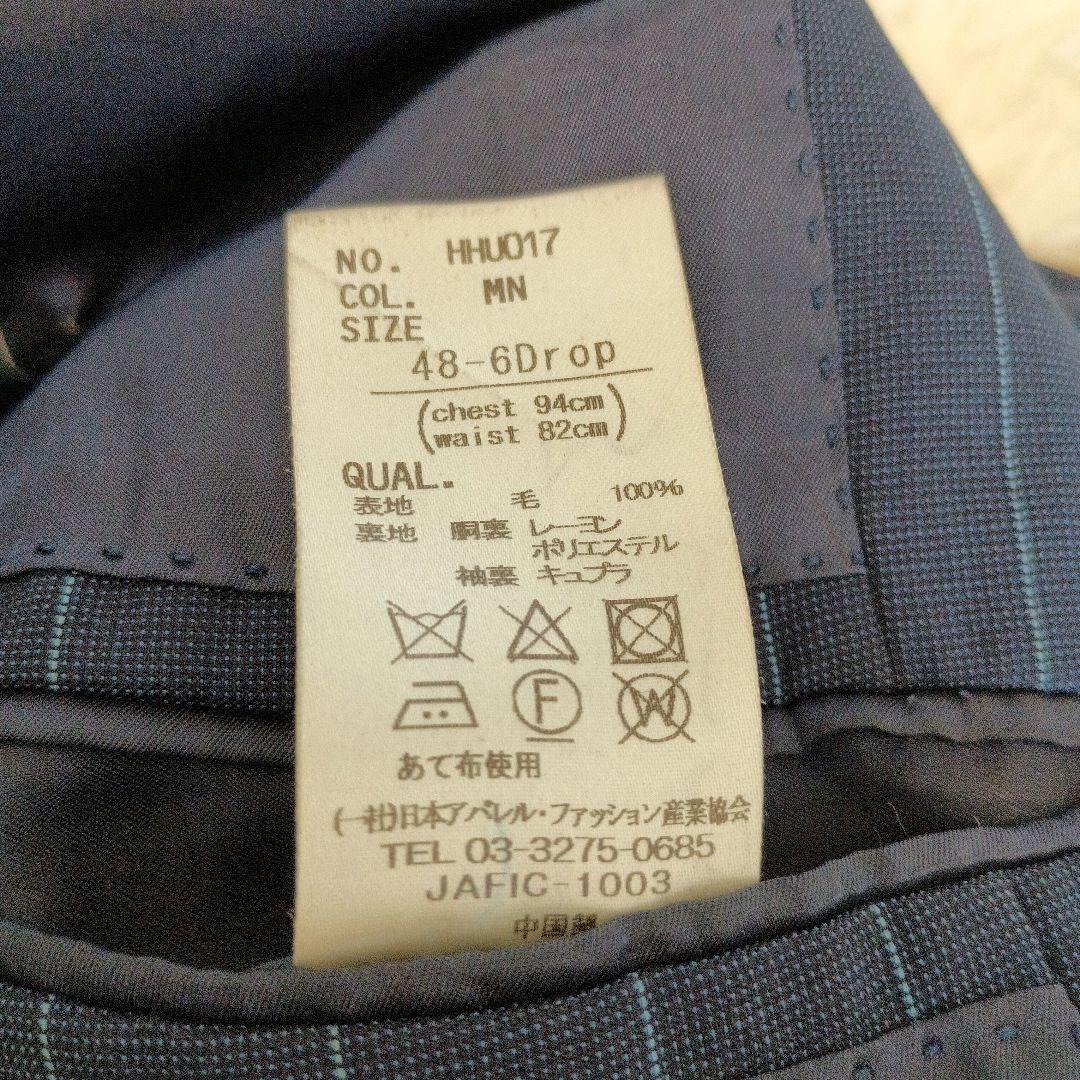 NO. HHU017
COL. MN
SIZE
48-6Drop
(chest 94cm
waist 82cm)
QUAL.
表地 毛 100%
裏地 胴裏 レーヨン
ポリエステル
袖裏 キュプラ
F W
あて布使用
(一社)日本アパレル・ファッション産業協会
TEL 03-3275-0685
JAFIC-1003
中国製